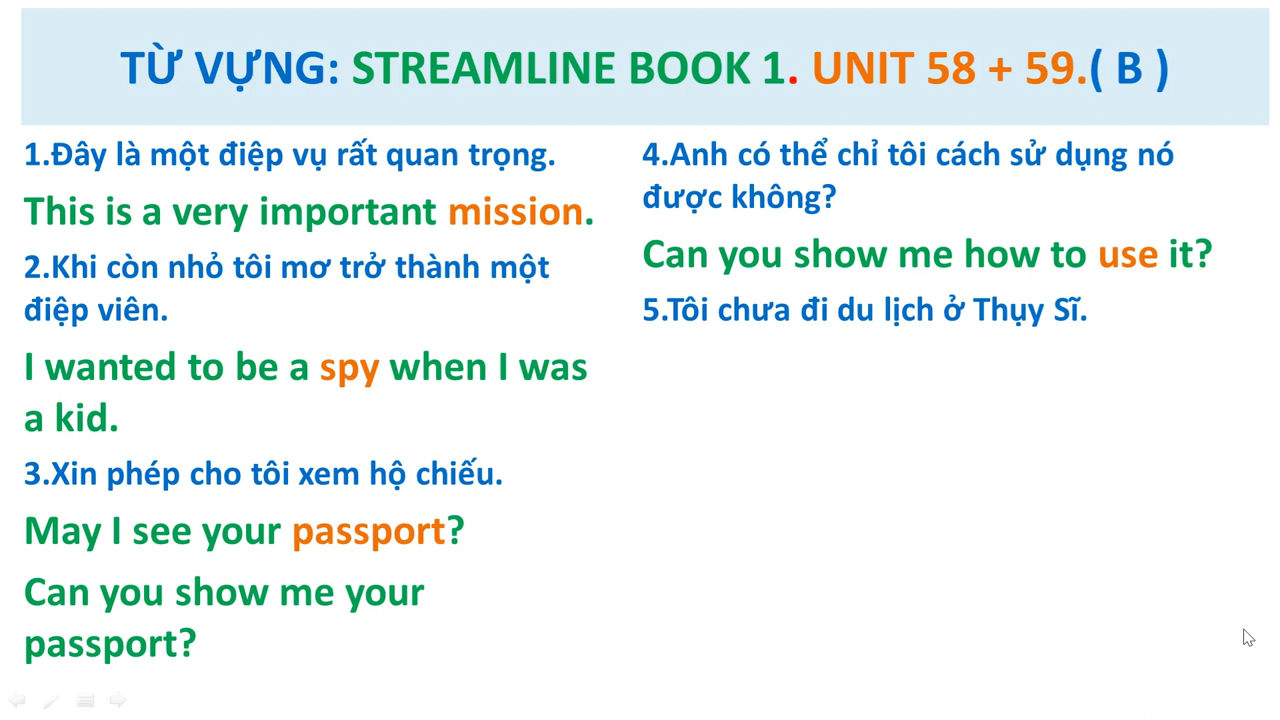 TỪ VỰNG: STREAMLINE BOOK 1. UNIT 58 + 59.( B )
1.Đây là một điệp vụ rất quan trọng.
This is a very important mission.
2.Khi còn nhỏ tôi mơ trở thành một
điệp viên.
I wanted to be a spy when I was
a kid.
3.Xin phép cho tôi xem hộ chiếu.
May I see your passport?
Can you show me your
passport?
4.Anh có thể chỉ tôi cách sử dụng nó
được không?
Can you show me how to use it?
5.Tôi chưa đi du lịch ở Thụy Sĩ.